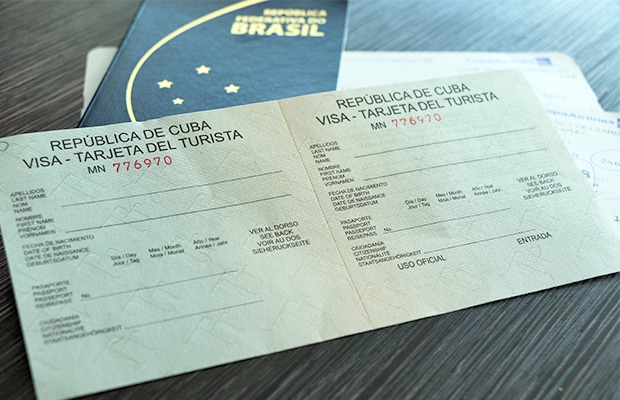 REPÚBLICA
FEDERATIVA DO
BRASIL
REPÚBLICA DE CUBA
VISA - TARJETA DEL TURISTA
MN 776970
APELLIDOS
LAST NAME
NOM
NAME
NOMBRE
FIRST NAME
PRÉNOM
VORNAMEN
FECHA DE NACIMIENTO
DATE OF BIRTH
DATE DE NAISSANCE
GEBURTSDATUM
Día / Day Mes / Month Año / Year
Jour / Tag Mois / Monat Année / Jahr
VER AL DORSO
SEE BACK
VOIR AU DOS
SIEHERÜCKSEITE
PASAPORTE
PASSPORT
PASSEPORT
REISEPASS
No.
CIUDADANÍA
CITIZENSHIP
NATIONALITÉ
STAATSANGEHÖRIGKEIT
REPÚBLICA DE CUBA
VISA - TARJETA DEL TURISTA
MN 776970
APELLIDOS
LAST NAME
NOM
NAME
NOMBRE
FIRST NAME
PRÉNOM
VORNAMEN
FECHA DE NACIMIENTO
DATE OF BIRTH
DATE DE NAISSANCE
GEBURTSDATUM
Día / Day Mes / Month Año / Year
Jour / Tag Mois / Monat Année / Jahr
VER AL DORSO
SEE BACK
VOIR AU DOS
SIEHERÜCKSEITE
PASAPORTE
PASSPORT
PASSEPORT
REISEPASS
No.
CIUDADANÍA
CITIZENSHIP
NATIONALITÉ
STAATSANGEHÖRIGKEIT
USO OFICIAL
ENTRADA